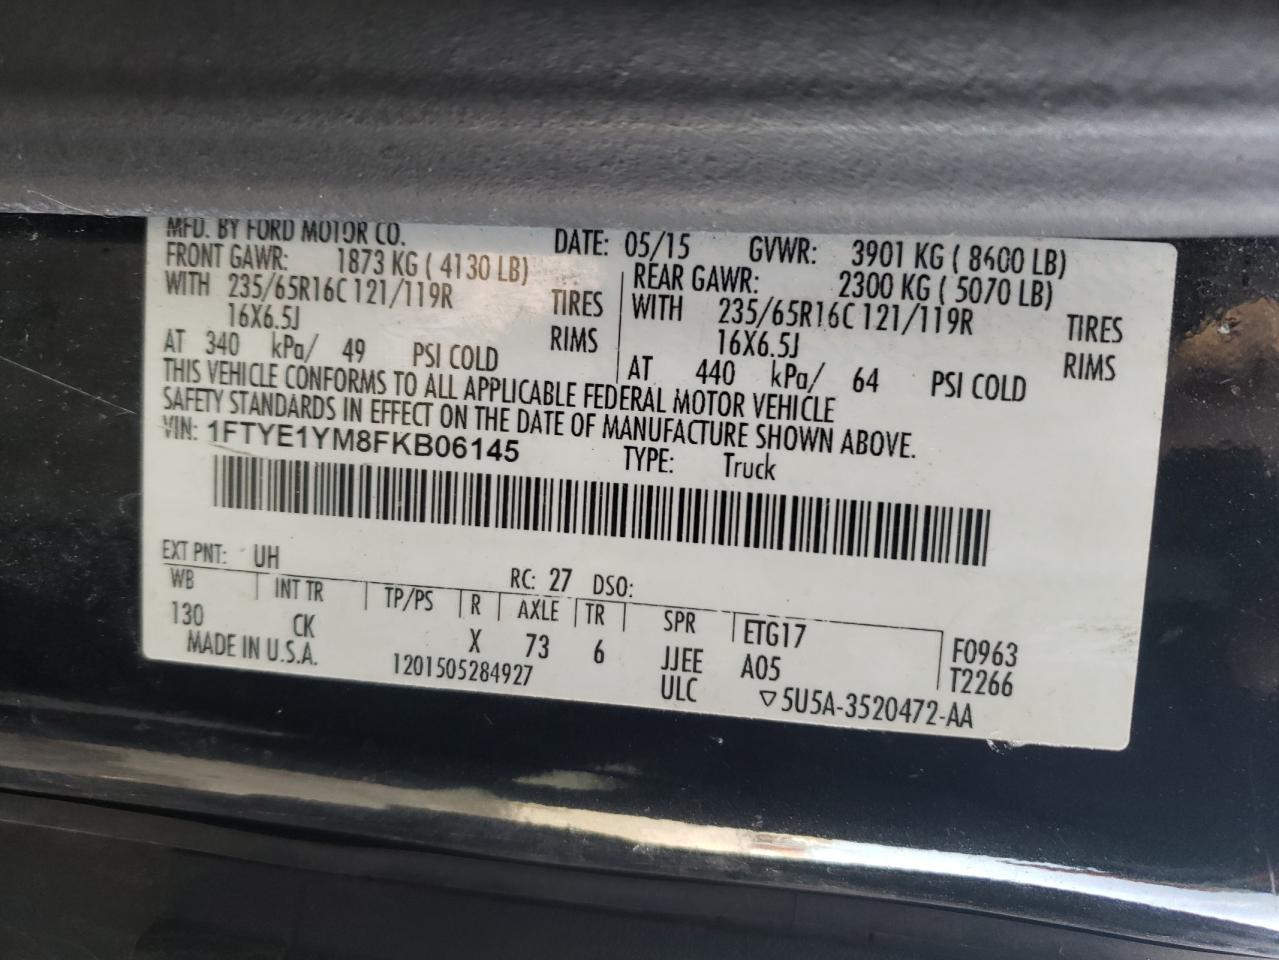 MFD. BY FORD MOTOR CO. DATE: 05/15 GVWR: 3901 KG ( 8600 LB)
FRONT GAWR: 1873 KG ( 4130 LB) REAR GAWR: 2300 KG ( 5070 LB)
WITH 235/65R16C 121/119R TIRES WITH 235/65R16C 121/119R TIRES
16X6.5J RIMS 16X6.5J RIMS
AT 340 kPa/ 49 PSI COLD AT 440 kPa/ 64 PSI COLD
THIS VEHICLE CONFORMS TO ALL APPLICABLE FEDERAL MOTOR VEHICLE
SAFETY STANDARDS IN EFFECT ON THE DATE OF MANUFACTURE SHOWN ABOVE.
VIN: 1FTYE1YM8FKB06145 TYPE: Truck
EXT PNT: UH RC: 27 DSO:
WB INT TR TP/PS R AXLE TR SPR ETG17 F0963
130 CK X 73 6 JJEE A05 T2266
MADE IN U.S.A. 1201505284927 ULC ▽5U5A-3520472-AA